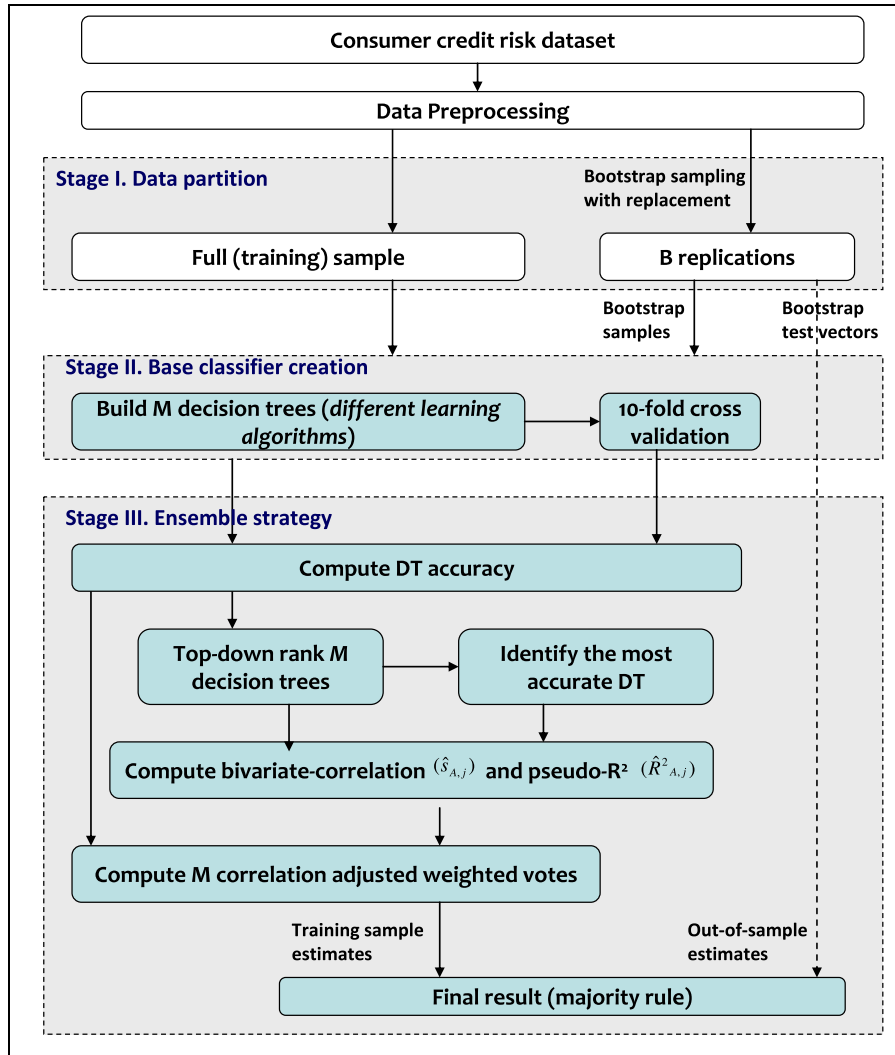 Consumer credit risk dataset
Data Preprocessing
Stage I. Data partition
Bootstrap sampling
with replacement
Full (training) sample
B replications
Bootstrap
samples
Bootstrap
test vectors
Stage II. Base classifier creation
Build M decision trees (different learning
algorithms)
10-fold cross
validation
Stage III. Ensemble strategy
Compute DT accuracy
Top-down rank M
decision trees
Identify the most
accurate DT
Compute bivariate-correlation (ŝ_{A,j}) and pseudo-R² (R̂²_{A,j})
Compute M correlation adjusted weighted votes
Training sample
estimates
Out-of-sample
estimates
Final result (majority rule)